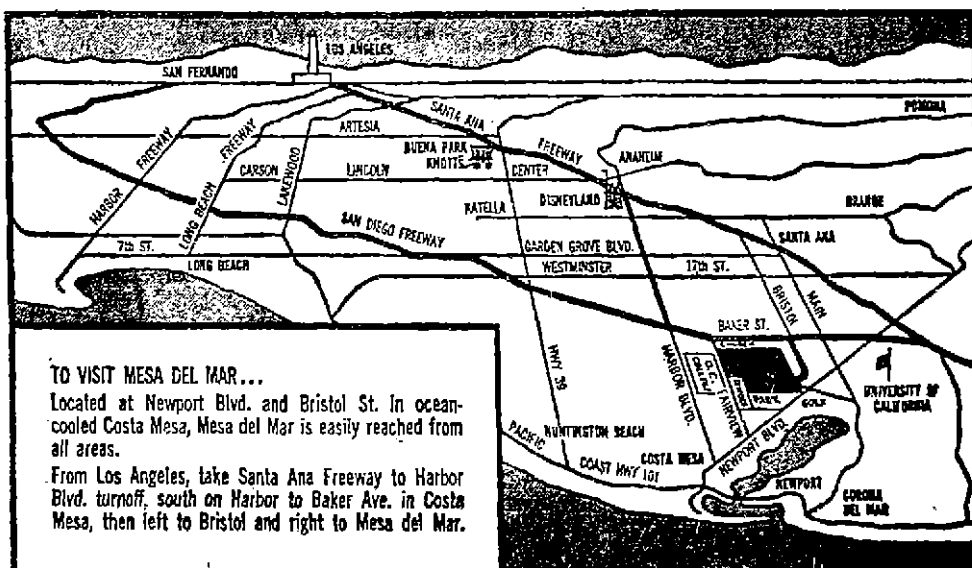 LOS ANGELES
SAN FERNANDO
SANTA ANA
FREEWAY
POMONA
HARBOR
FREEWAY
LONG BEACH
FREEWAY
LAKEWOOD
ARTESIA
BUENA PARK
KNOTTS
ANAHEIM
CARSON
LINCOLN
CENTER
DISNEYLAND
KATELLA
ORANGE
SAN DIEGO FREEWAY
SANTA ANA
7th ST.
GARDEN GROVE BLVD.
LONG BEACH
WESTMINSTER
17th ST.
BRISTOL
MAIN
BAKER ST.
HWY 39
HARBOR BLVD.
FAIRVIEW
PARK
GOLF
UNIVERSITY OF
CALIFORNIA
NEWPORT BLVD.
HUNTINGTON BEACH
PACIFIC
COAST HWY 101
COSTA MESA
NEWPORT
CORONA
DEL MAR
TO VISIT MESA DEL MAR...
Located at Newport Blvd. and Bristol St. in ocean-
cooled Costa Mesa, Mesa del Mar is easily reached from
all areas.
From Los Angeles, take Santa Ana Freeway to Harbor
Blvd. turnoff, south on Harbor to Baker Ave. in Costa
Mesa, then left to Bristol and right to Mesa del Mar.